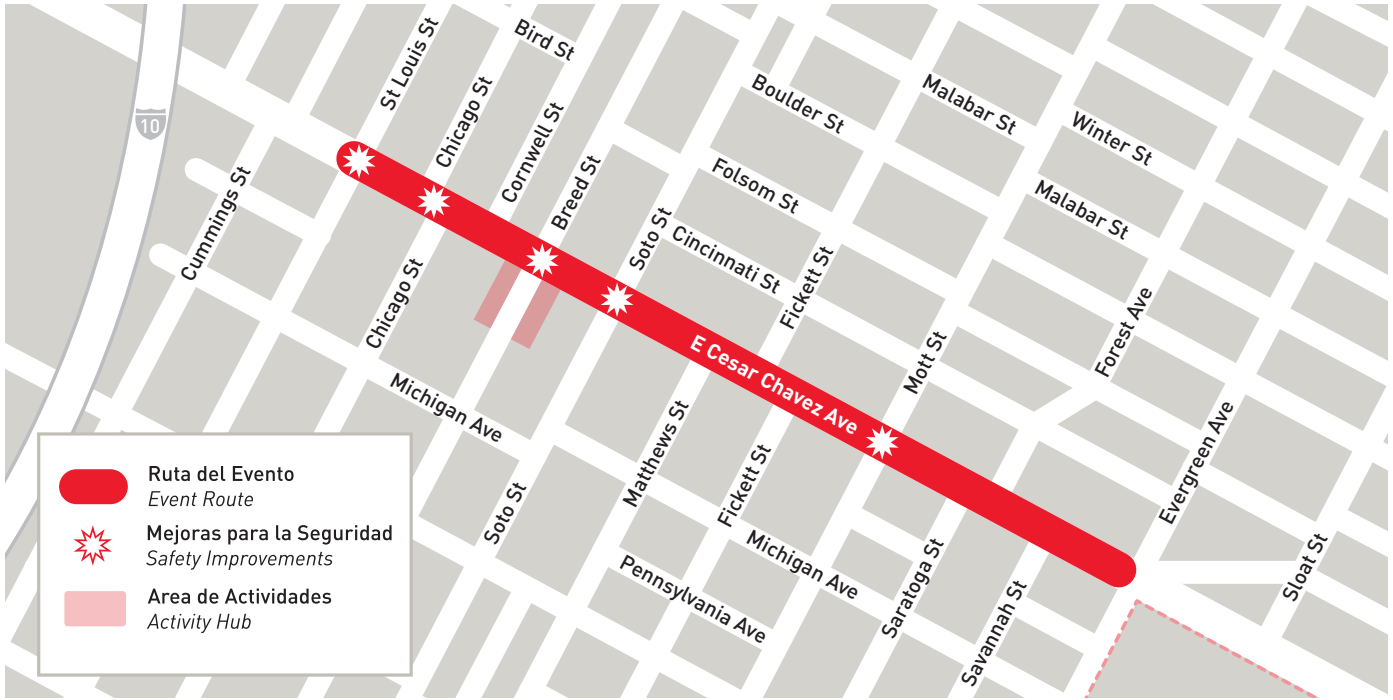 Bird St
St Louis St
Chicago St
Cornwell St
Breed St
Boulder St
Malabar St
Winter St
10
Cummings St
Folsom St
Malabar St
Soto St
Cincinnati St
Fickett St
Chicago St
Forest Ave
Mott St
E Cesar Chavez Ave
Michigan Ave
Matthews St
Evergreen Ave
Fickett St
Soto St
Michigan Ave
Pennsylvania Ave
Saratoga St
Savannah St
Sloat St
Ruta del Evento
Event Route
Mejoras para la Seguridad
Safety Improvements
Area de Actividades
Activity Hub